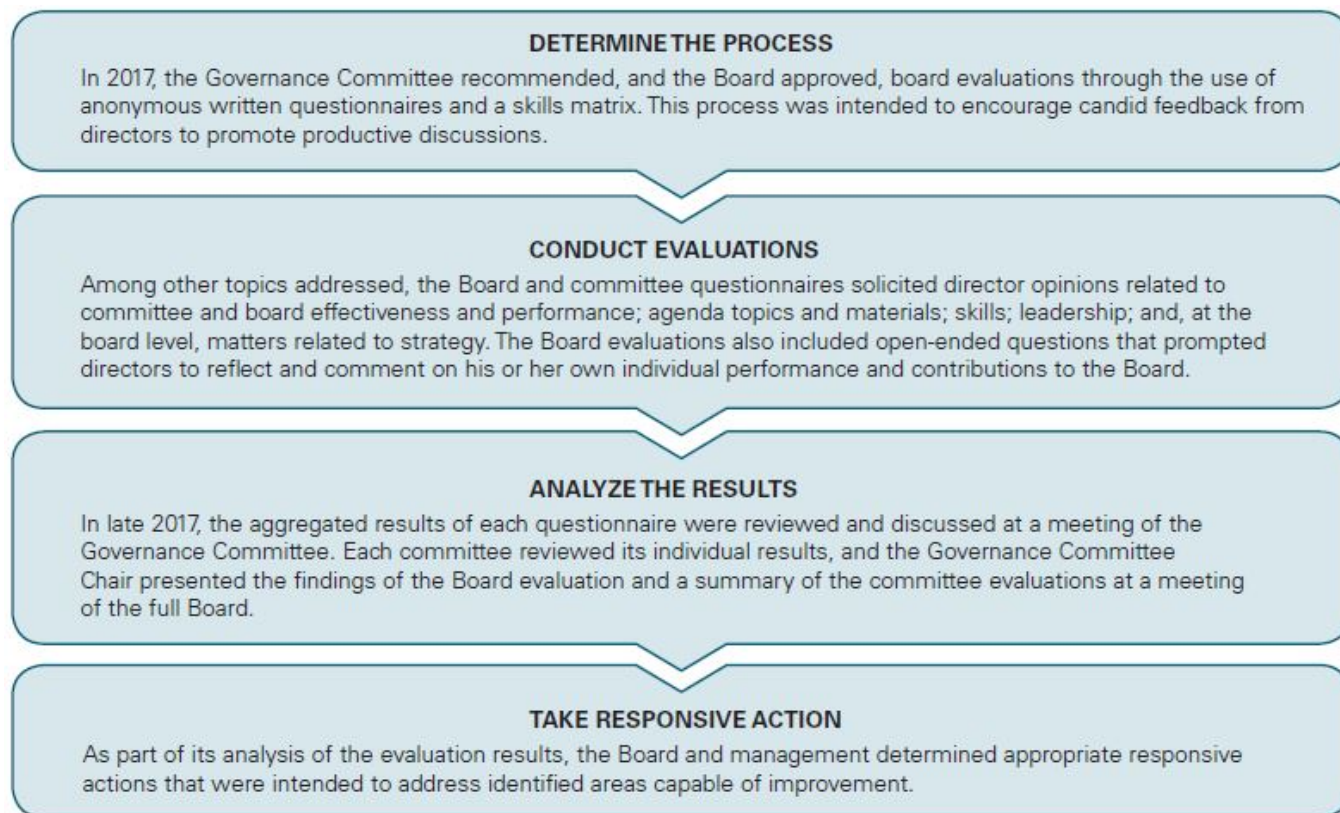 DETERMINE THE PROCESS
In 2017, the Governance Committee recommended, and the Board approved, board evaluations through the use of
anonymous written questionnaires and a skills matrix. This process was intended to encourage candid feedback from
directors to promote productive discussions.
CONDUCT EVALUATIONS
Among other topics addressed, the Board and committee questionnaires solicited director opinions related to
committee and board effectiveness and performance; agenda topics and materials; skills; leadership; and, at the
board level, matters related to strategy. The Board evaluations also included open-ended questions that prompted
directors to reflect and comment on his or her own individual performance and contributions to the Board.
ANALYZE THE RESULTS
In late 2017, the aggregated results of each questionnaire were reviewed and discussed at a meeting of the
Governance Committee. Each committee reviewed its individual results, and the Governance Committee
Chair presented the findings of the Board evaluation and a summary of the committee evaluations at a meeting
of the full Board.
TAKE RESPONSIVE ACTION
As part of its analysis of the evaluation results, the Board and management determined appropriate responsive
actions that were intended to address identified areas capable of improvement.